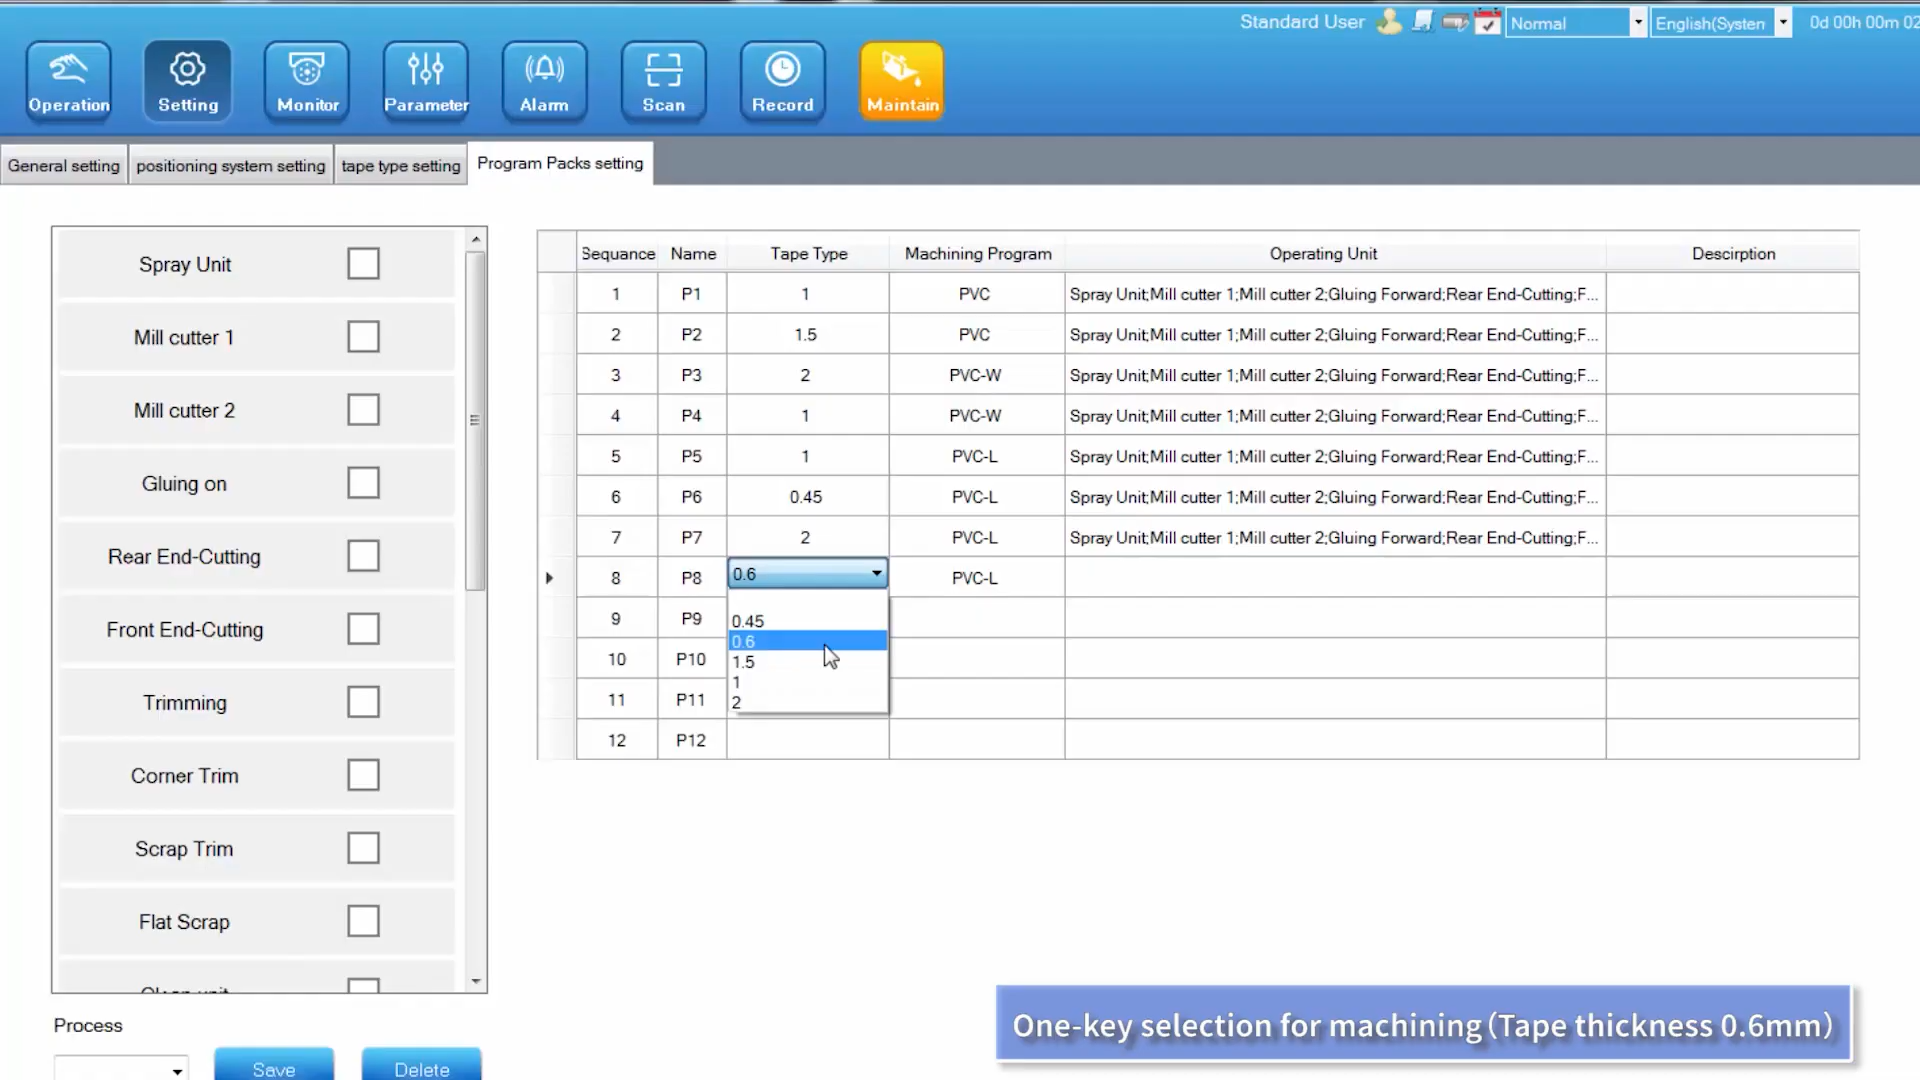 Standard User
Normal
English(System
0d 00h 00m 02
Operation
Setting
Monitor
Parameter
Alarm
Scan
Record
Maintain
General setting
positioning system setting
tape type setting
Program Packs setting
Spray Unit
Mill cutter 1
Mill cutter 2
Gluing on
Rear End-Cutting
Front End-Cutting
Trimming
Corner Trim
Scrap Trim
Flat Scrap
Process
Save
Delete
Sequance Name Tape Type Machining Program Operating Unit Descirption
1 P1 1 PVC Spray Unit;Mill cutter 1;Mill cutter 2;Gluing Forward;Rear End-Cutting;F...
2 P2 1.5 PVC Spray Unit;Mill cutter 1;Mill cutter 2;Gluing Forward;Rear End-Cutting;F...
3 P3 2 PVC-W Spray Unit;Mill cutter 1;Mill cutter 2;Gluing Forward;Rear End-Cutting;F...
4 P4 1 PVC-W Spray Unit;Mill cutter 1;Mill cutter 2;Gluing Forward;Rear End-Cutting;F...
5 P5 1 PVC-L Spray Unit;Mill cutter 1;Mill cutter 2;Gluing Forward;Rear End-Cutting;F...
6 P6 0.45 PVC-L Spray Unit;Mill cutter 1;Mill cutter 2;Gluing Forward;Rear End-Cutting;F...
7 P7 2 PVC-L Spray Unit;Mill cutter 1;Mill cutter 2;Gluing Forward;Rear End-Cutting;F...
8 P8 0.6 PVC-L
9 P9
10 P10
11 P11
12 P12
0.45
0.6
1.5
1
2
One-key selection for machining(Tape thickness 0.6mm)